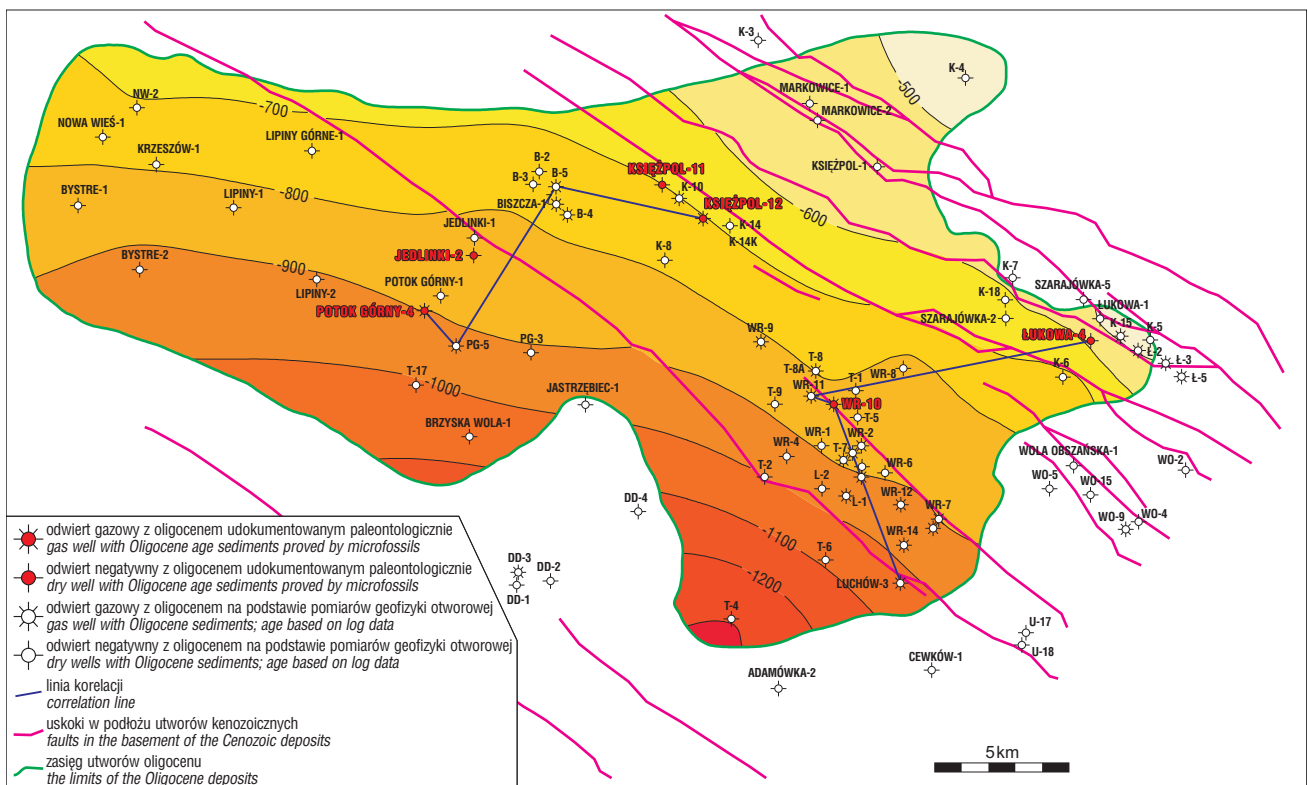 K-3
K-4
-500
MARKOWICE-1
MARKOWICE-2
NW-2
-700
NOWA WIEŚ-1
LIPINY GÓRNE-1
KRZESZÓW-1
B-2
B-3
B-5
KSIĘŻPOL-11
KSIĘŻPOL-1
K-10
BYSTRE-1
LIPINY-1
-800
BISZCZA-1
B-4
KSIĘŻPOL-12
-600
JEDLINKI-1
K-14
K-14K
BYSTRE-2
JEDLINKI-2
K-8
-900
LIPINY-2
POTOK GÓRNY-1
K-7
SZARAJÓWKA-5
K-18
ŁUKOWA-1
POTOK GÓRNY-4
SZARAJÓWKA-2
K-15
K-5
WR-9
ŁUKOWA-4
PG-5
PG-3
Ł-2
Ł-3
T-8
T-8A
WR-8
K-6
Ł-5
T-17
-1000
JASTRZĘBIEC-1
WR-11
T-1
T-9
WR-10
T-5
BRZYSKA WOLA-1
WR-1
WR-2
WR-4
T-7
WOLA OBSZAŃSKA-1
WO-2
T-2
WR-6
WO-5
WO-15
L-2
L-1
WR-12
DD-4
WR-7
WO-9
WO-4
WR-14
-1100
T-6
DD-3
DD-2
DD-1
-1200
LUCHÓW-3
T-4
U-17
U-18
ADAMÓWKA-2
CEWKÓW-1
odwiert gazowy z oligocenem udokumentowanym paleontologicznie
gas well with Oligocene age sediments proved by microfossils
odwiert negatywny z oligocenem udokumentowanym paleontologicznie
dry well with Oligocene age sediments proved by microfossils
odwiert gazowy z oligocenem na podstawie pomiarów geofizyki otworowej
gas well with Oligocene sediments; age based on log data
odwiert negatywny z oligocenem na podstawie pomiarów geofizyki otworowej
dry wells with Oligocene sediments; age based on log data
linia korelacji
correlation line
uskoki w podłożu utworów kenozoicznych
faults in the basement of the Cenozoic deposits
zasięg utworów oligocenu
the limits of the Oligocene deposits
5km